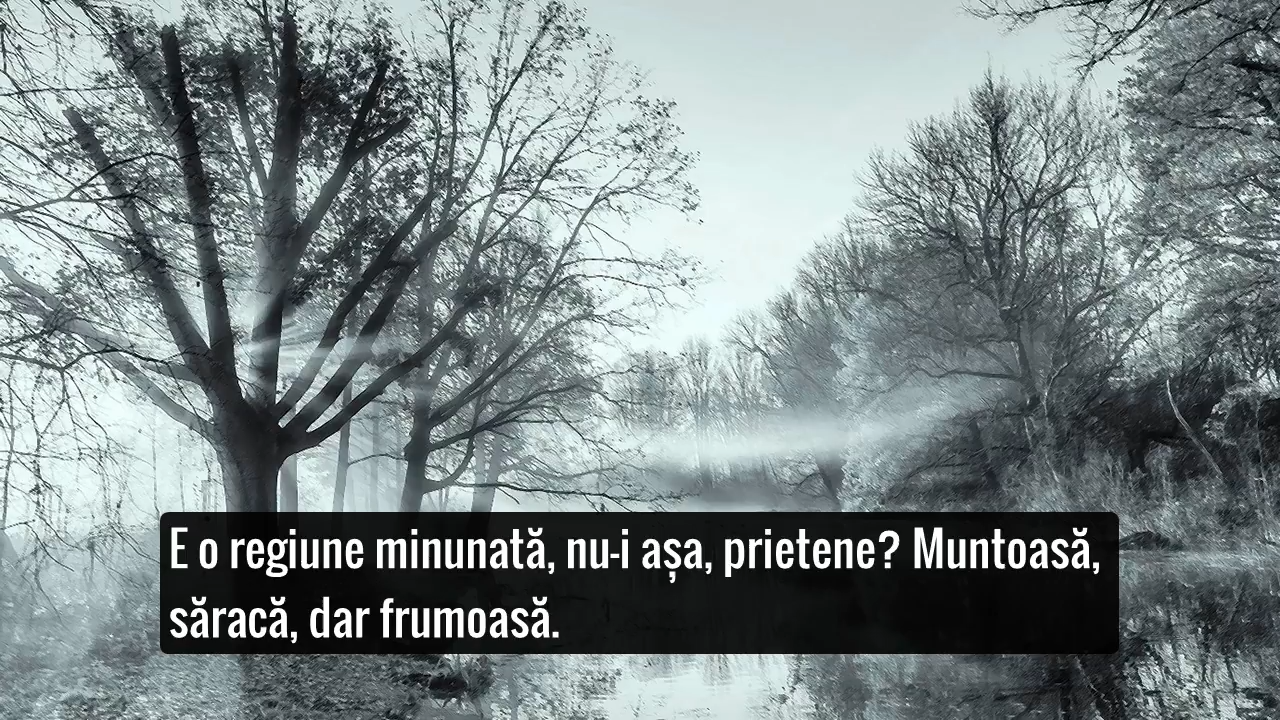 E o regiune minunată, nu-i așa, prietene? Muntoasă,
săracă, dar frumoasă.